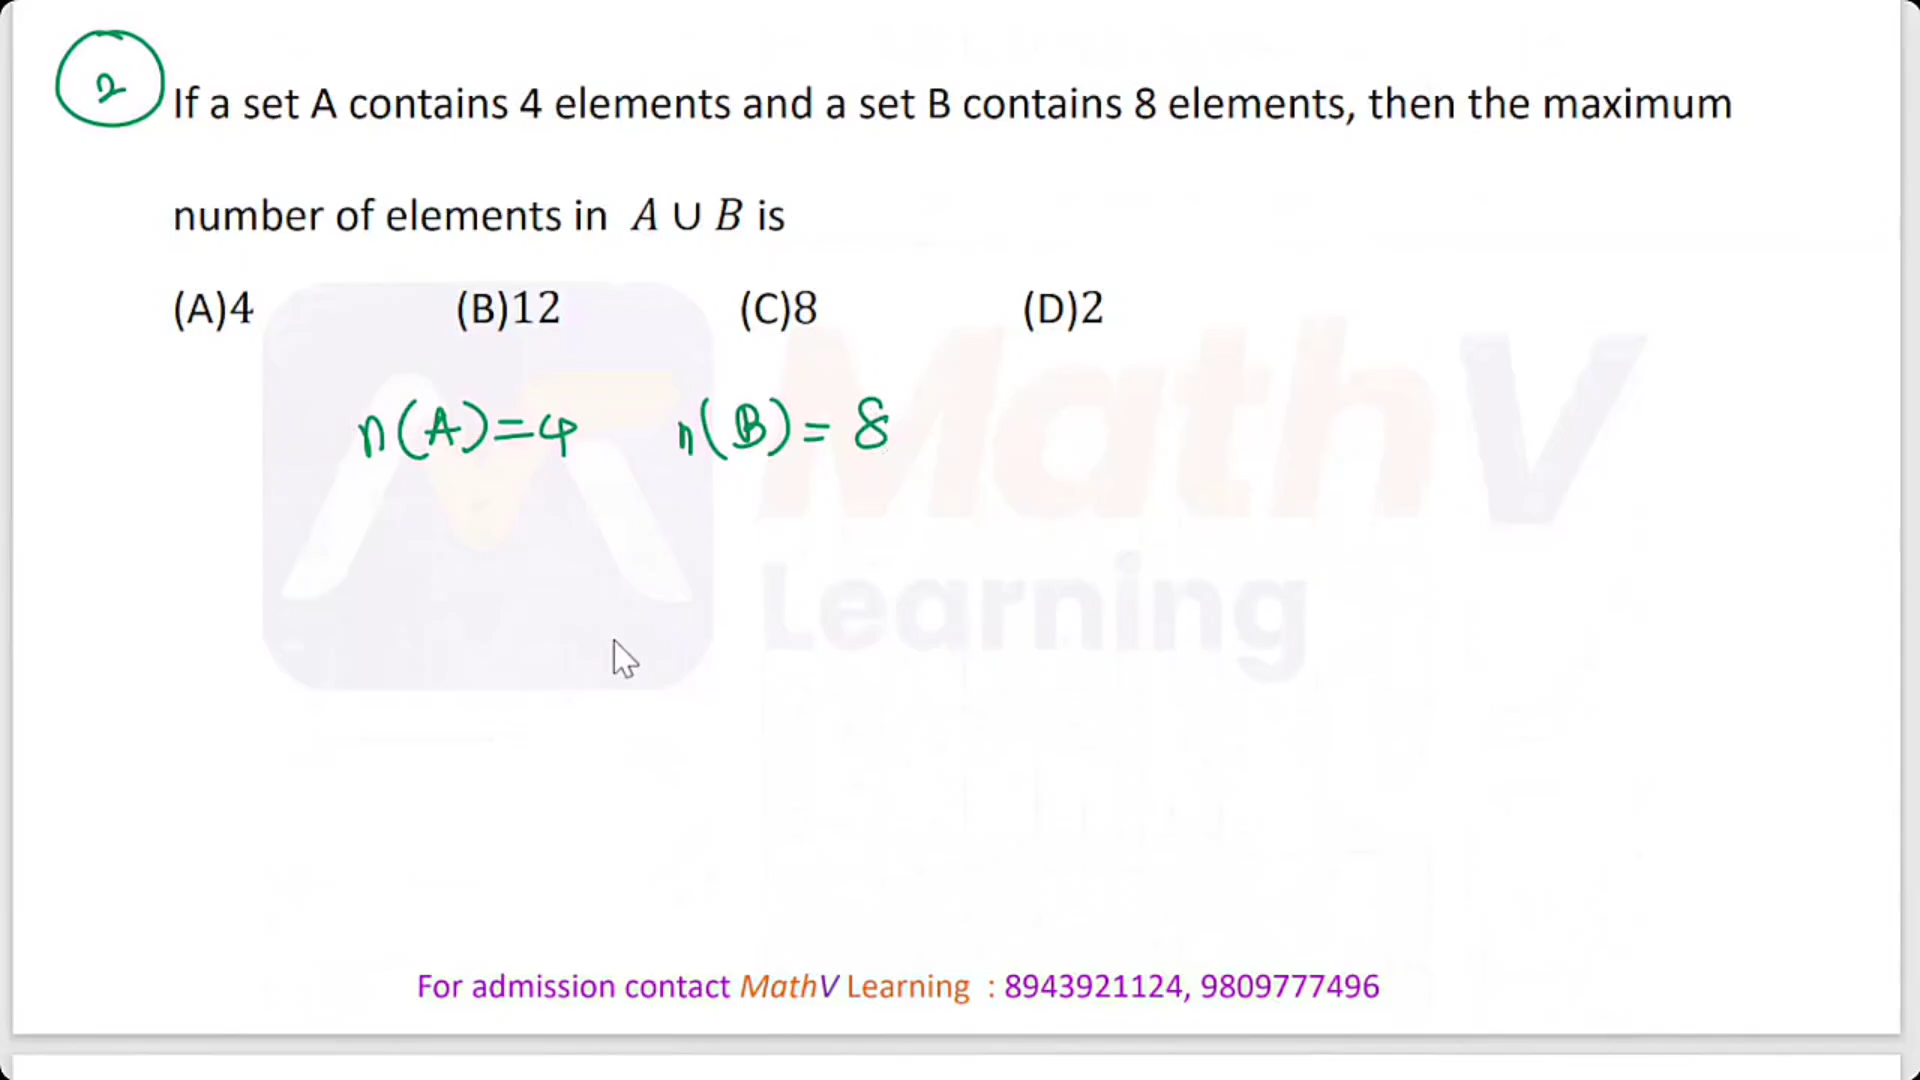 2
If a set A contains 4 elements and a set B contains 8 elements, then the maximum
number of elements in A ∪ B is
(A)4 (B)12 (C)8 (D)2
n(A)=4 n(B)= 8
MathV
Learning
For admission contact MathV Learning : 8943921124, 9809777496